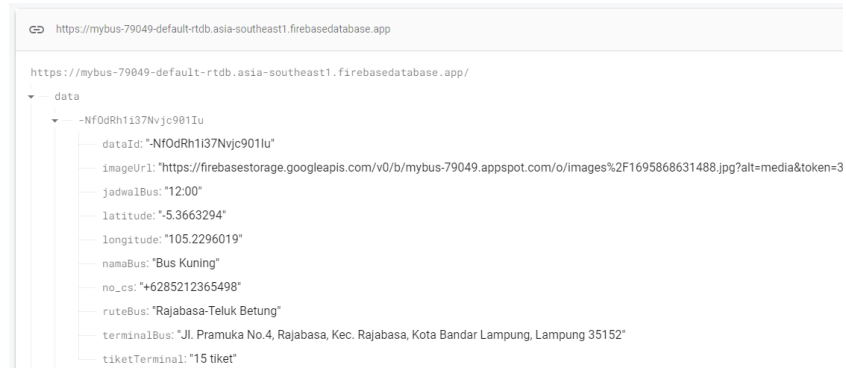 https://mybus-79049-default-rtdb.asia-southeast1.firebasedatabase.app
https://mybus-79049-default-rtdb.asia-southeast1.firebasedatabase.app/
data
-NfOdRh1i37Nvjc901Iu
dataId: "-NfOdRh1i37Nvjc901Iu"
imageUrl: "https://firebasestorage.googleapis.com/v0/b/mybus-79049.appspot.com/o/images%2F1695868631488.jpg?alt=media&token=3
jadwalBus: "12:00"
latitude: "-5.3663294"
longitude: "105.2296019"
namaBus: "Bus Kuning"
no_cs: "+6285212365498"
ruteBus: "Rajabasa-Teluk Betung"
terminalBus: "Jl. Pramuka No.4, Rajabasa, Kec. Rajabasa, Kota Bandar Lampung, Lampung 35152"
tiketTerminal: "15 tiket"